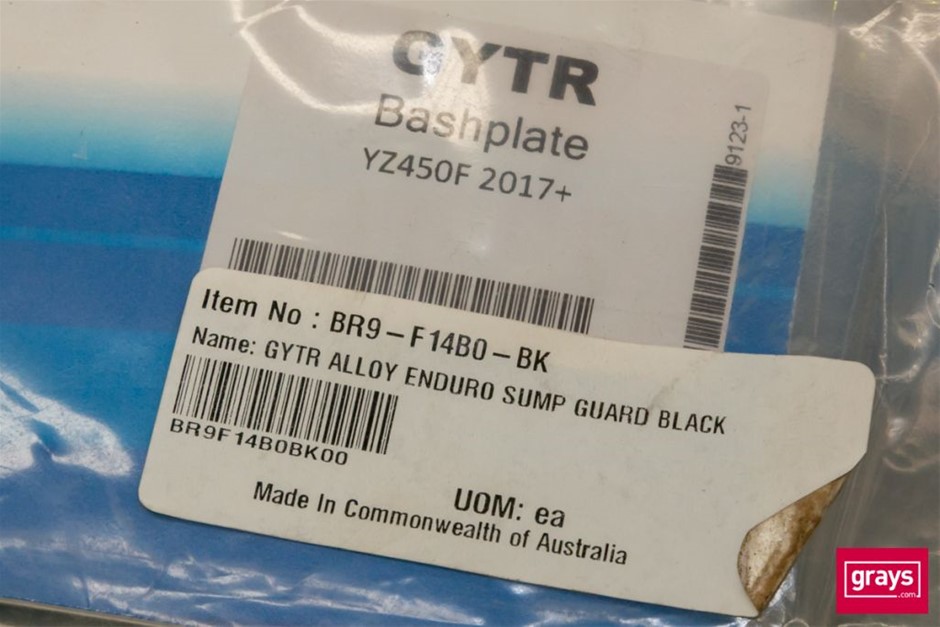 GYTR
Bashplate
YZ450F 2017+
9123-1
Item No : BR9-F14B0-BK
Name: GYTR ALLOY ENDURO SUMP GUARD BLACK
BR9F14B0BK00
UOM: ea
Made In Commonwealth of Australia
grays
.com